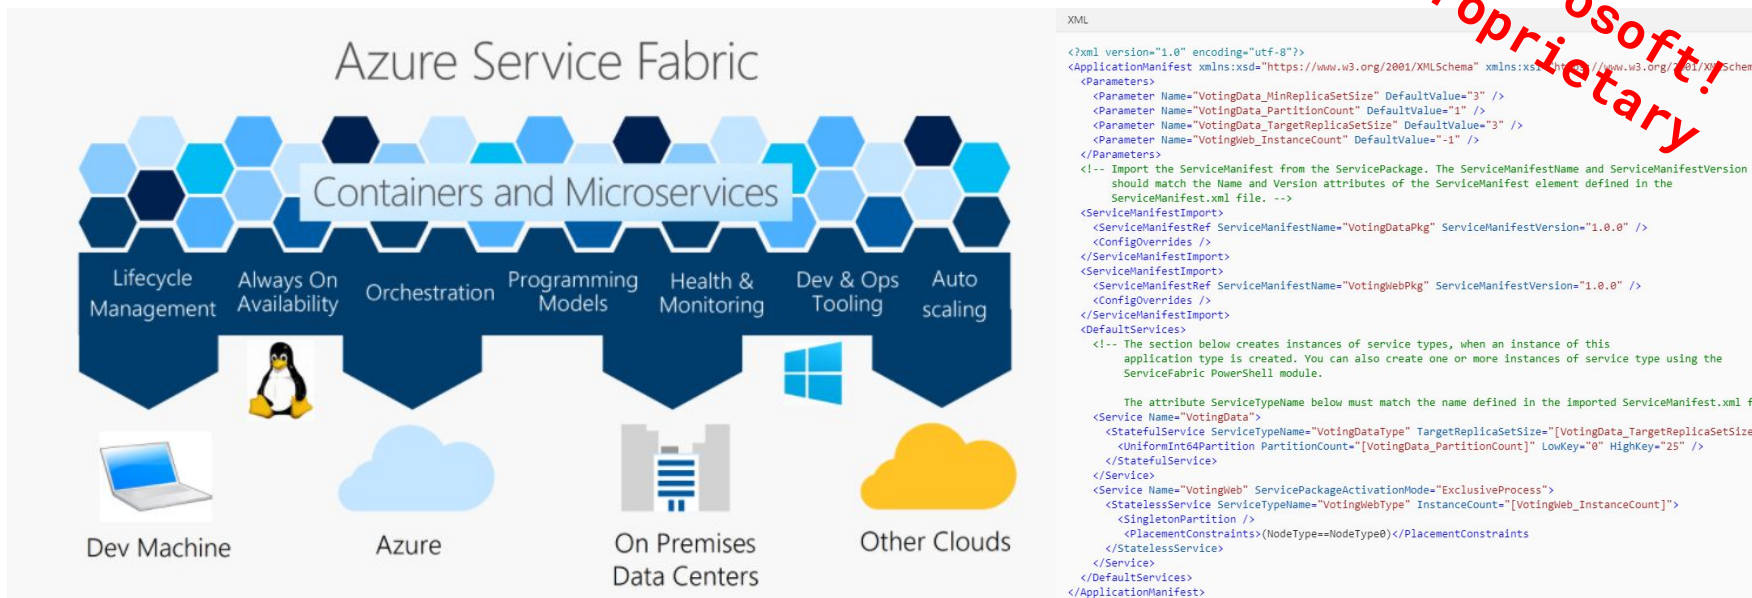 Azure Service Fabric
Containers and Microservices
Lifecycle
Management
Always On
Availability
Orchestration
Programming
Models
Health &
Monitoring
Dev & Ops
Tooling
Auto
scaling
Dev Machine
Azure
On Premises
Data Centers
Other Clouds
XML
<?xml version="1.0" encoding="utf-8"?>
<ApplicationManifest xmlns:xsd="https://www.w3.org/2001/XMLSchema"
<Parameters>
<Parameter Name="VotingData_MinReplicaSetSize" DefaultValue="3" />
<Parameter Name="VotingData_PartitionCount" DefaultValue="1" />
<Parameter Name="VotingData_TargetReplicaSetSize" DefaultValue="3" />
<Parameter Name="VotingWeb_InstanceCount" DefaultValue="-1" />
</Parameters>
<!-- Import the ServiceManifest from the ServicePackage. The ServiceManifestName and ServiceManifestVersion
should match the Name and Version attributes of the ServiceManifest element defined in the
ServiceManifest.xml file. -->
<ServiceManifestImport>
<ServiceManifestRef ServiceManifestName="VotingDataPkg" ServiceManifestVersion="1.0.0" />
<ConfigOverrides />
</ServiceManifestImport>
<ServiceManifestImport>
<ServiceManifestRef ServiceManifestName="VotingWebPkg" ServiceManifestVersion="1.0.0" />
<ConfigOverrides />
</ServiceManifestImport>
<DefaultServices>
<!-- The section below creates instances of service types, when an instance of this
application type is created. You can also create one or more instances of service type using the
ServiceFabric PowerShell module.
The attribute ServiceTypeName below must match the name defined in the imported ServiceManifest.xml
<Service Name="VotingData">
<StatefulService ServiceTypeName="VotingDataType" TargetReplicaSetSize="[VotingData_TargetReplicaSetSize
<UniformInt64Partition PartitionCount="[VotingData_PartitionCount]" LowKey="0" HighKey="25" />
</StatefulService>
</Service>
<Service Name="VotingWeb" ServicePackageActivationMode="ExclusiveProcess">
<StatelessService ServiceTypeName="VotingWebType" InstanceCount="[VotingWeb_InstanceCount]">
<SingletonPartition />
<PlacementConstraints>(NodeType==NodeType0)</PlacementConstraints
</StatelessService>
</Service>
</DefaultServices>
</ApplicationManifest>